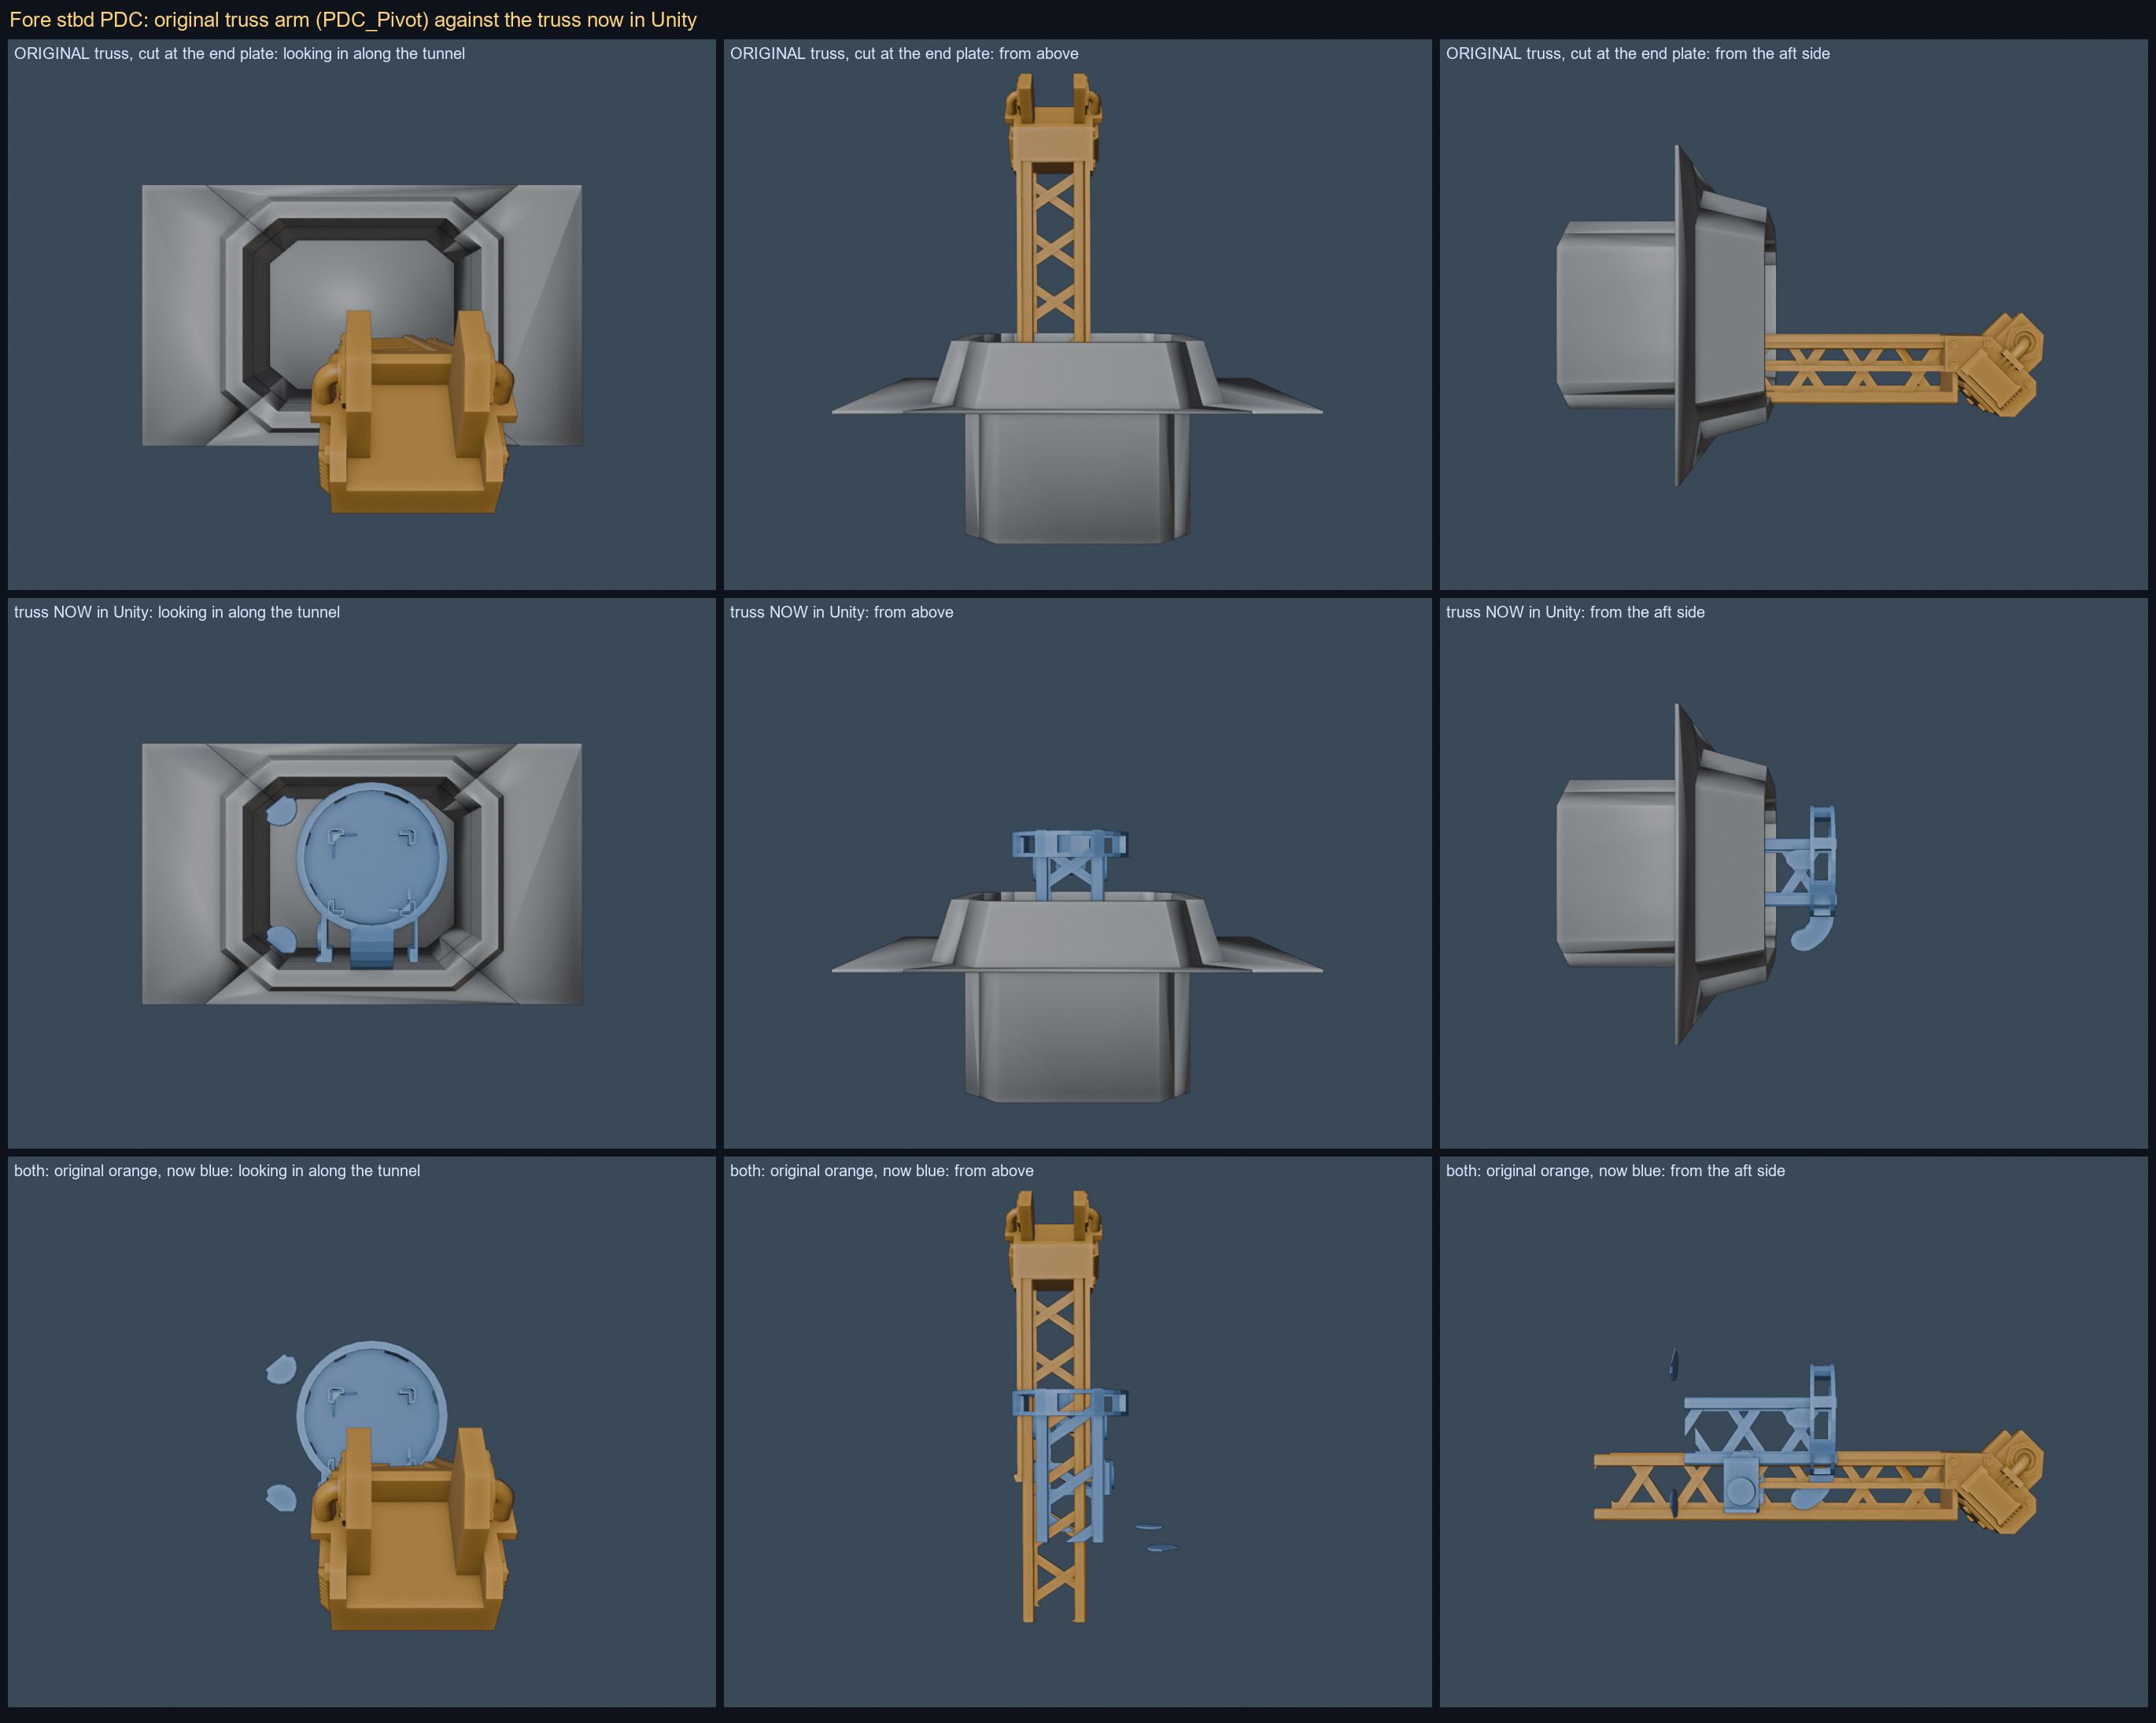 Fore stbd PDC: original truss arm (PDC_Pivot) against the truss now in Unity
ORIGINAL truss, cut at the end plate: looking in along the tunnel
ORIGINAL truss, cut at the end plate: from above
ORIGINAL truss, cut at the end plate: from the aft side
truss NOW in Unity: looking in along the tunnel
truss NOW in Unity: from above
truss NOW in Unity: from the aft side
both: original orange, now blue: looking in along the tunnel
both: original orange, now blue: from above
both: original orange, now blue: from the aft side